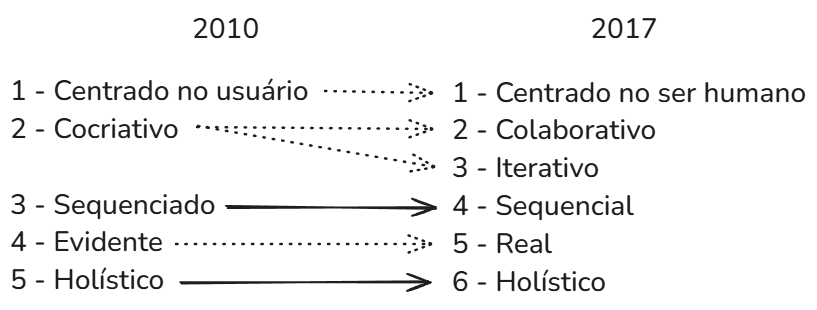 2010
2017
1 - Centrado no usuário
1 - Centrado no ser humano
2 - Cocriativo
2 - Colaborativo
3 - Iterativo
3 - Sequenciado
4 - Sequencial
4 - Evidente
5 - Real
5 - Holístico
6 - Holístico